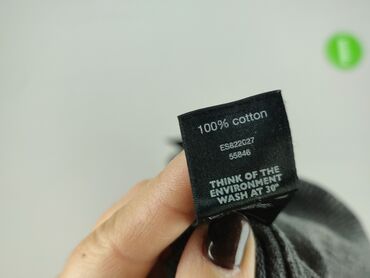 100% cotton
ES822027
55846
THINK OF THE
ENVIRONMENT
WASH AT 30°